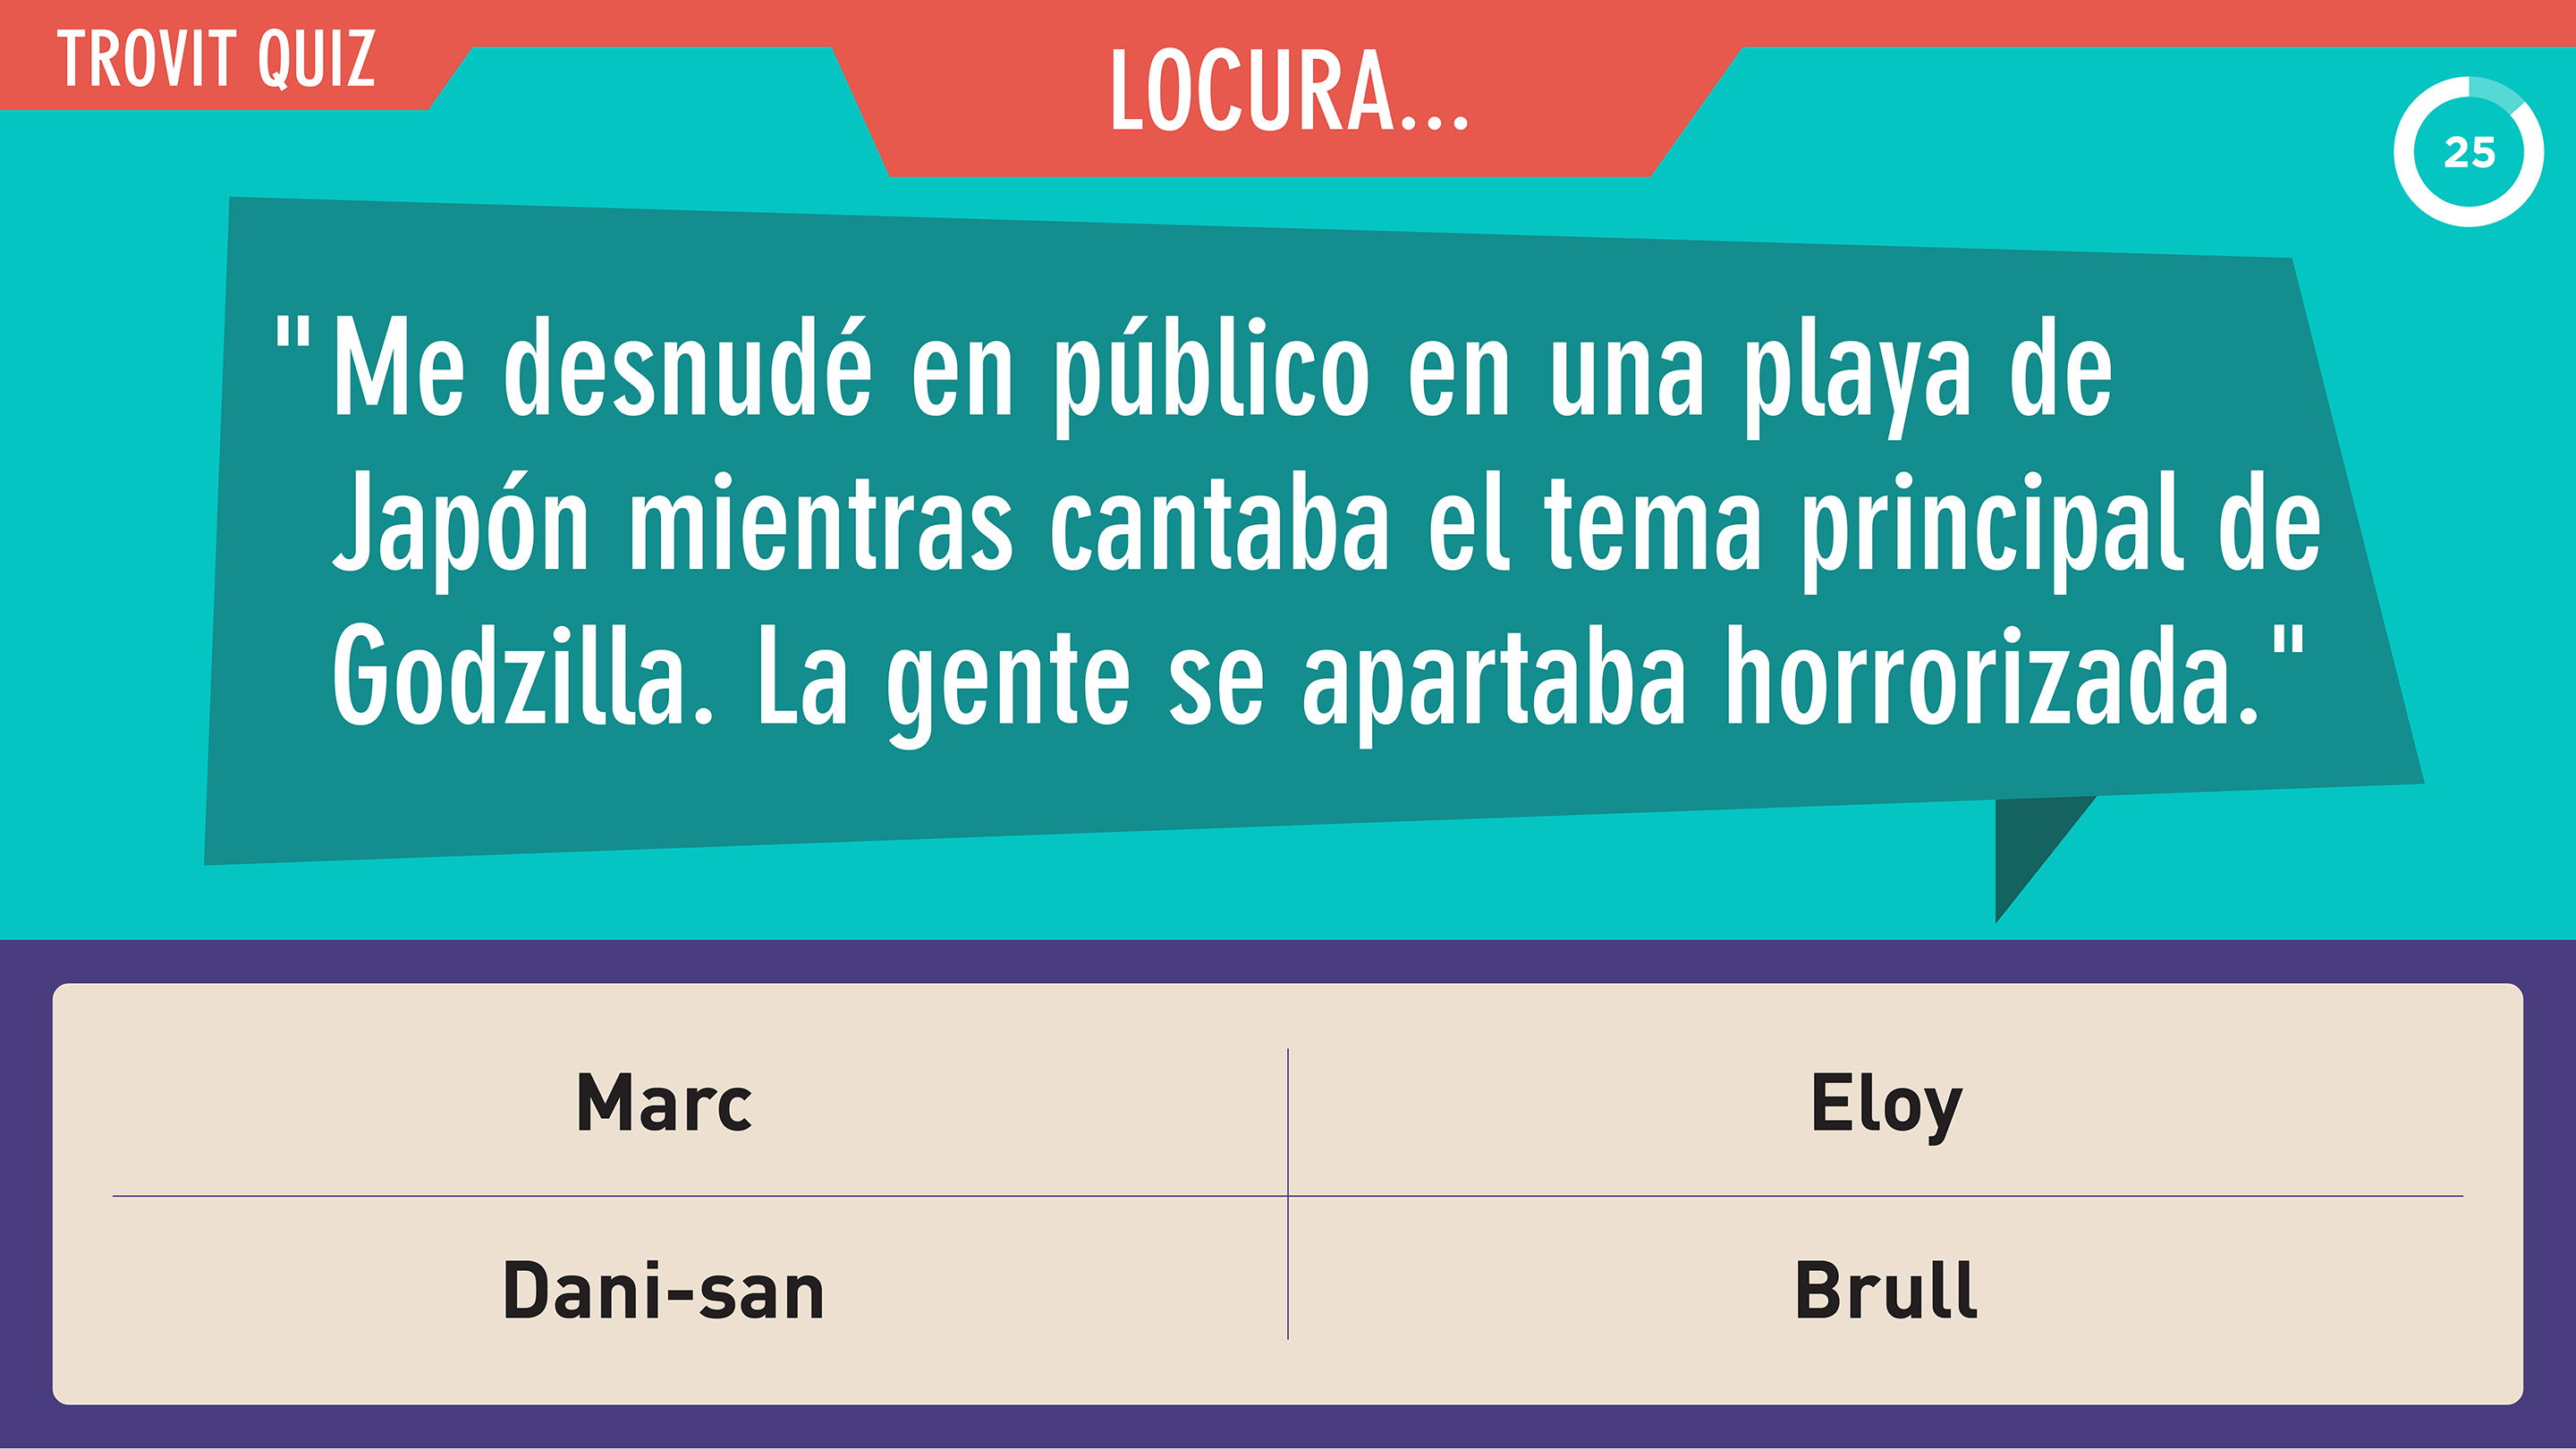 TROVIT QUIZ
LOCURA...
25
"Me desnudé en público en una playa de
Japón mientras cantaba el tema principal de
Godzilla. La gente se apartaba horrorizada."
Marc
Eloy
Dani-san
Brull